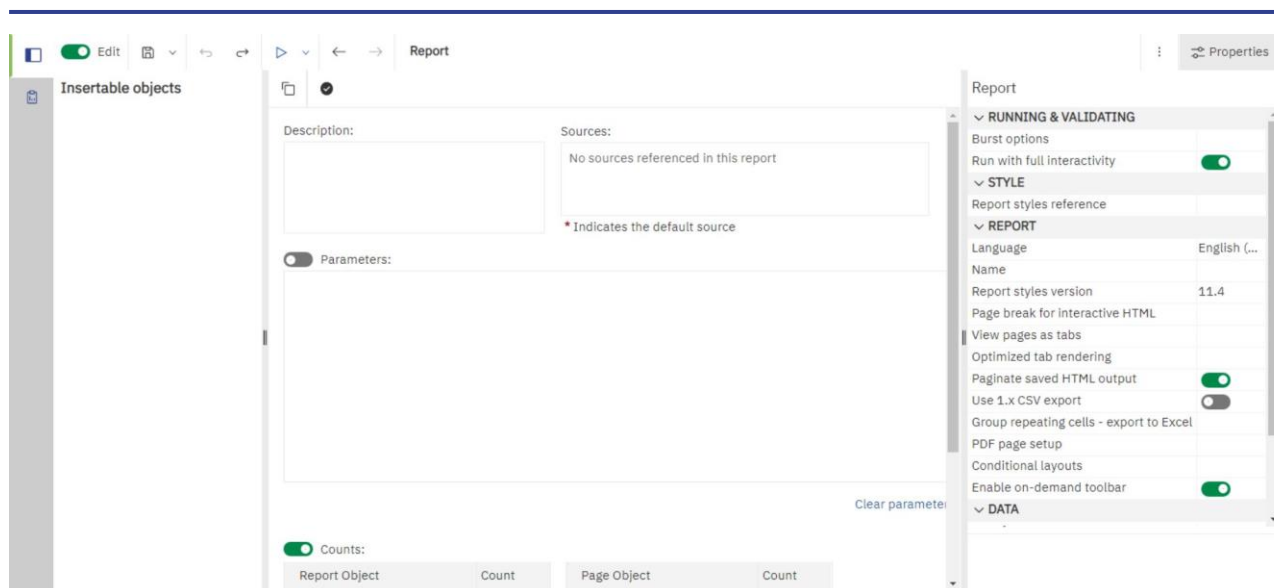 Edit
Report
Properties
Insertable objects
Description:
Sources:
No sources referenced in this report
* Indicates the default source
Parameters:
Clear parameter
Counts:
Report Object Count Page Object Count
Report
RUNNING & VALIDATING
Burst options
Run with full interactivity
STYLE
Report styles reference
REPORT
Language English (...
Name
Report styles version 11.4
Page break for interactive HTML
View pages as tabs
Optimized tab rendering
Paginate saved HTML output
Use 1.x CSV export
Group repeating cells - export to Excel
PDF page setup
Conditional layouts
Enable on-demand toolbar
DATA